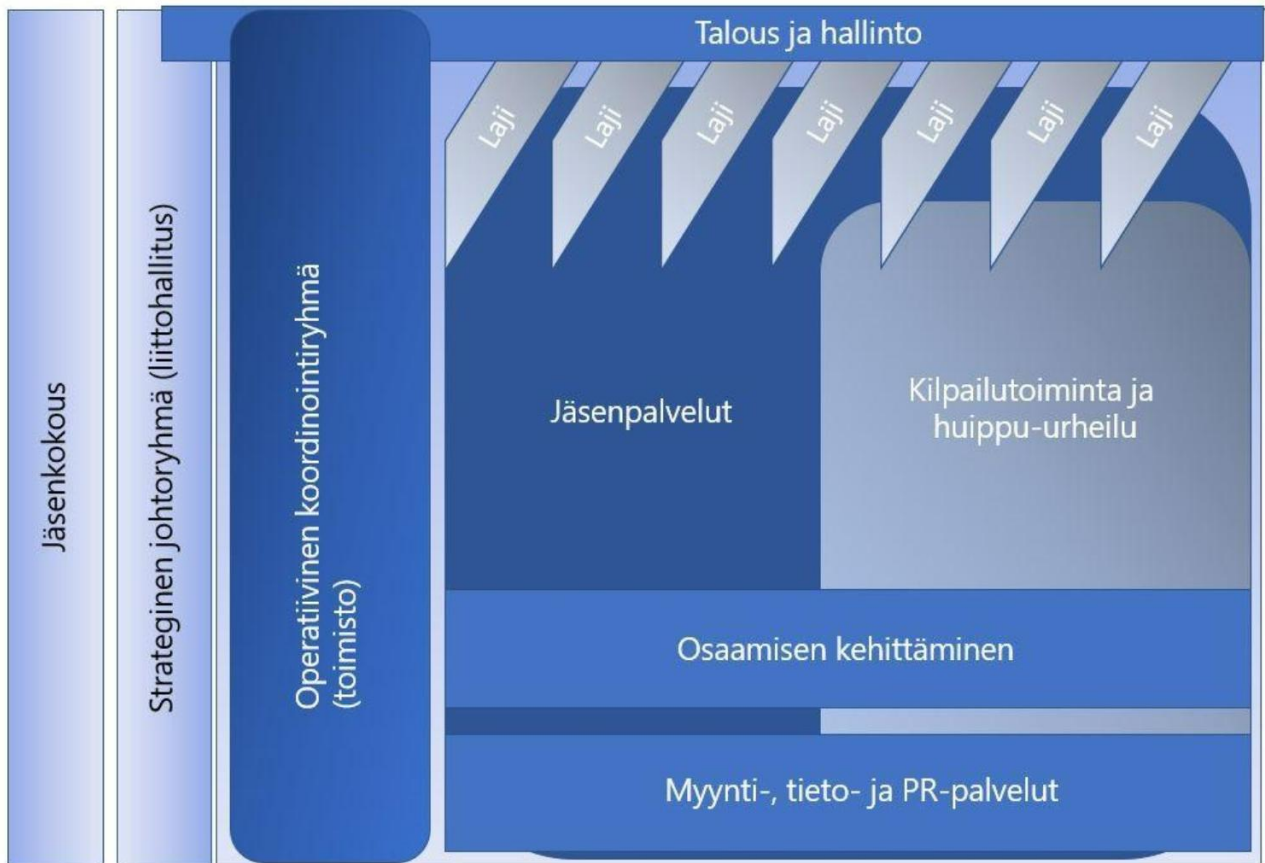 Talous ja hallinto
Laji
Laji
Laji
Laji
Laji
Laji
Laji
Jäsenkokous
Strateginen johtoryhmä (liittohallitus)
Operatiivinen koordinointiryhmä
(toimisto)
Jäsenpalvelut
Kilpailutoiminta ja
huippu-urheilu
Osaamisen kehittäminen
Myynti-, tieto- ja PR-palvelut